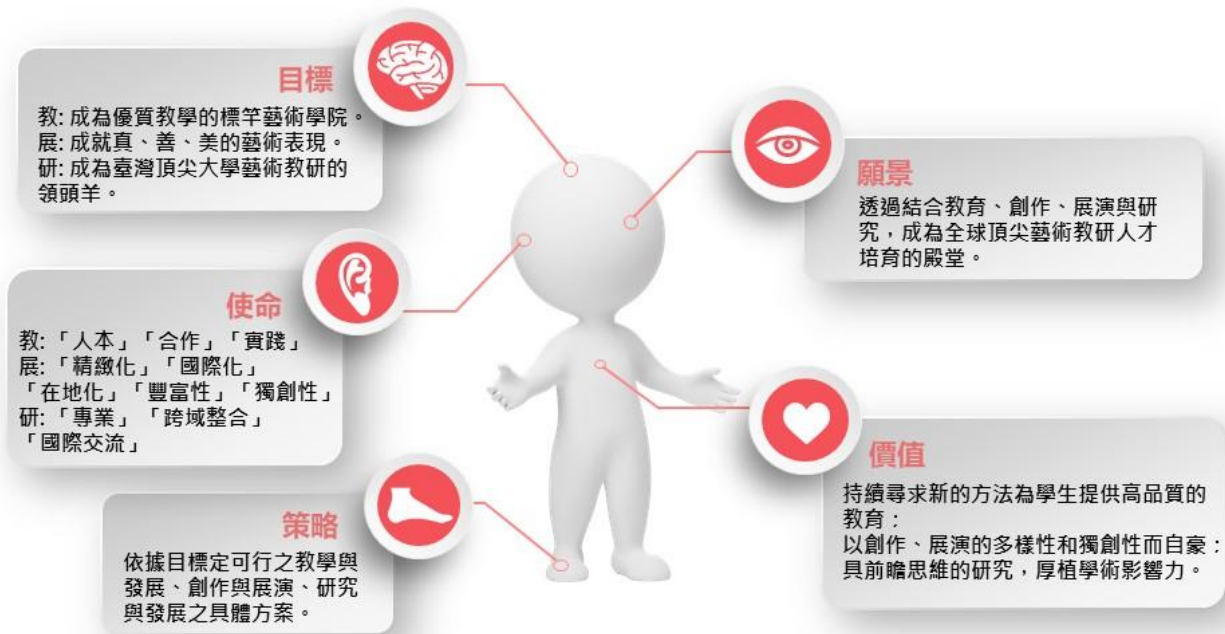 目標
教: 成為優質教學的標竿藝術學院。
展: 成就真、善、美的藝術表現。
研: 成為臺灣頂尖大學藝術教研的
領頭羊。
願景
透過結合教育、創作、展演與研
究，成為全球頂尖藝術教研人才
培育的殿堂。
使命
教: 「人本」「合作」「實踐」
展: 「精緻化」「國際化」
「在地化」「豐富性」「獨創性」
研: 「專業」「跨域整合」
「國際交流」
價值
持續尋求新的方法為學生提供高品質的
教育；
以創作、展演的多樣性和獨創性而自豪；
具前瞻思維的研究，厚植學術影響力。
策略
依據目標定可行之教學與
發展、創作與展演、研究
與發展之具體方案。